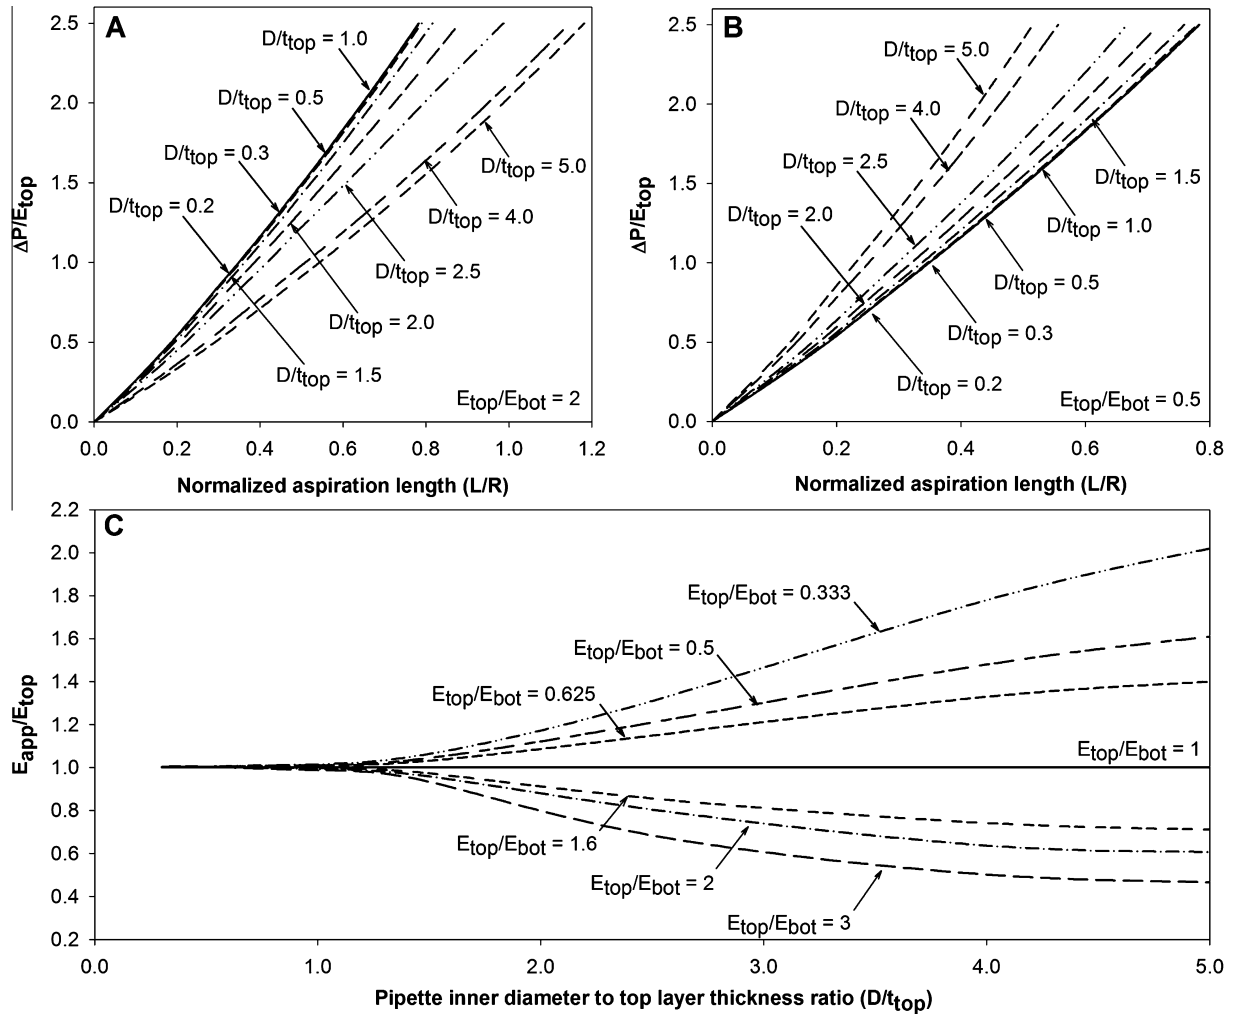 A
2.5
2.0
1.5
1.0
0.5
0.0
ΔP/Etop
D/ttop = 1.0
D/ttop = 0.5
D/ttop = 0.3
D/ttop = 0.2
D/ttop = 5.0
D/ttop = 4.0
D/ttop = 2.5
D/ttop = 2.0
D/ttop = 1.5
Etop/Ebot = 2
0.0 0.2 0.4 0.6 0.8 1.0 1.2
Normalized aspiration length (L/R)
B
2.5
2.0
1.5
1.0
0.5
0.0
ΔP/Etop
D/ttop = 5.0
D/ttop = 4.0
D/ttop = 2.5
D/ttop = 2.0
D/ttop = 1.5
D/ttop = 1.0
D/ttop = 0.5
D/ttop = 0.3
D/ttop = 0.2
Etop/Ebot = 0.5
0.0 0.2 0.4 0.6 0.8
Normalized aspiration length (L/R)
C
2.2
2.0
1.8
1.6
1.4
1.2
1.0
0.8
0.6
0.4
0.2
Eapp/Etop
Etop/Ebot = 0.333
Etop/Ebot = 0.5
Etop/Ebot = 0.625
Etop/Ebot = 1
Etop/Ebot = 1.6
Etop/Ebot = 2
Etop/Ebot = 3
0.0 1.0 2.0 3.0 4.0 5.0
Pipette inner diameter to top layer thickness ratio (D/ttop)